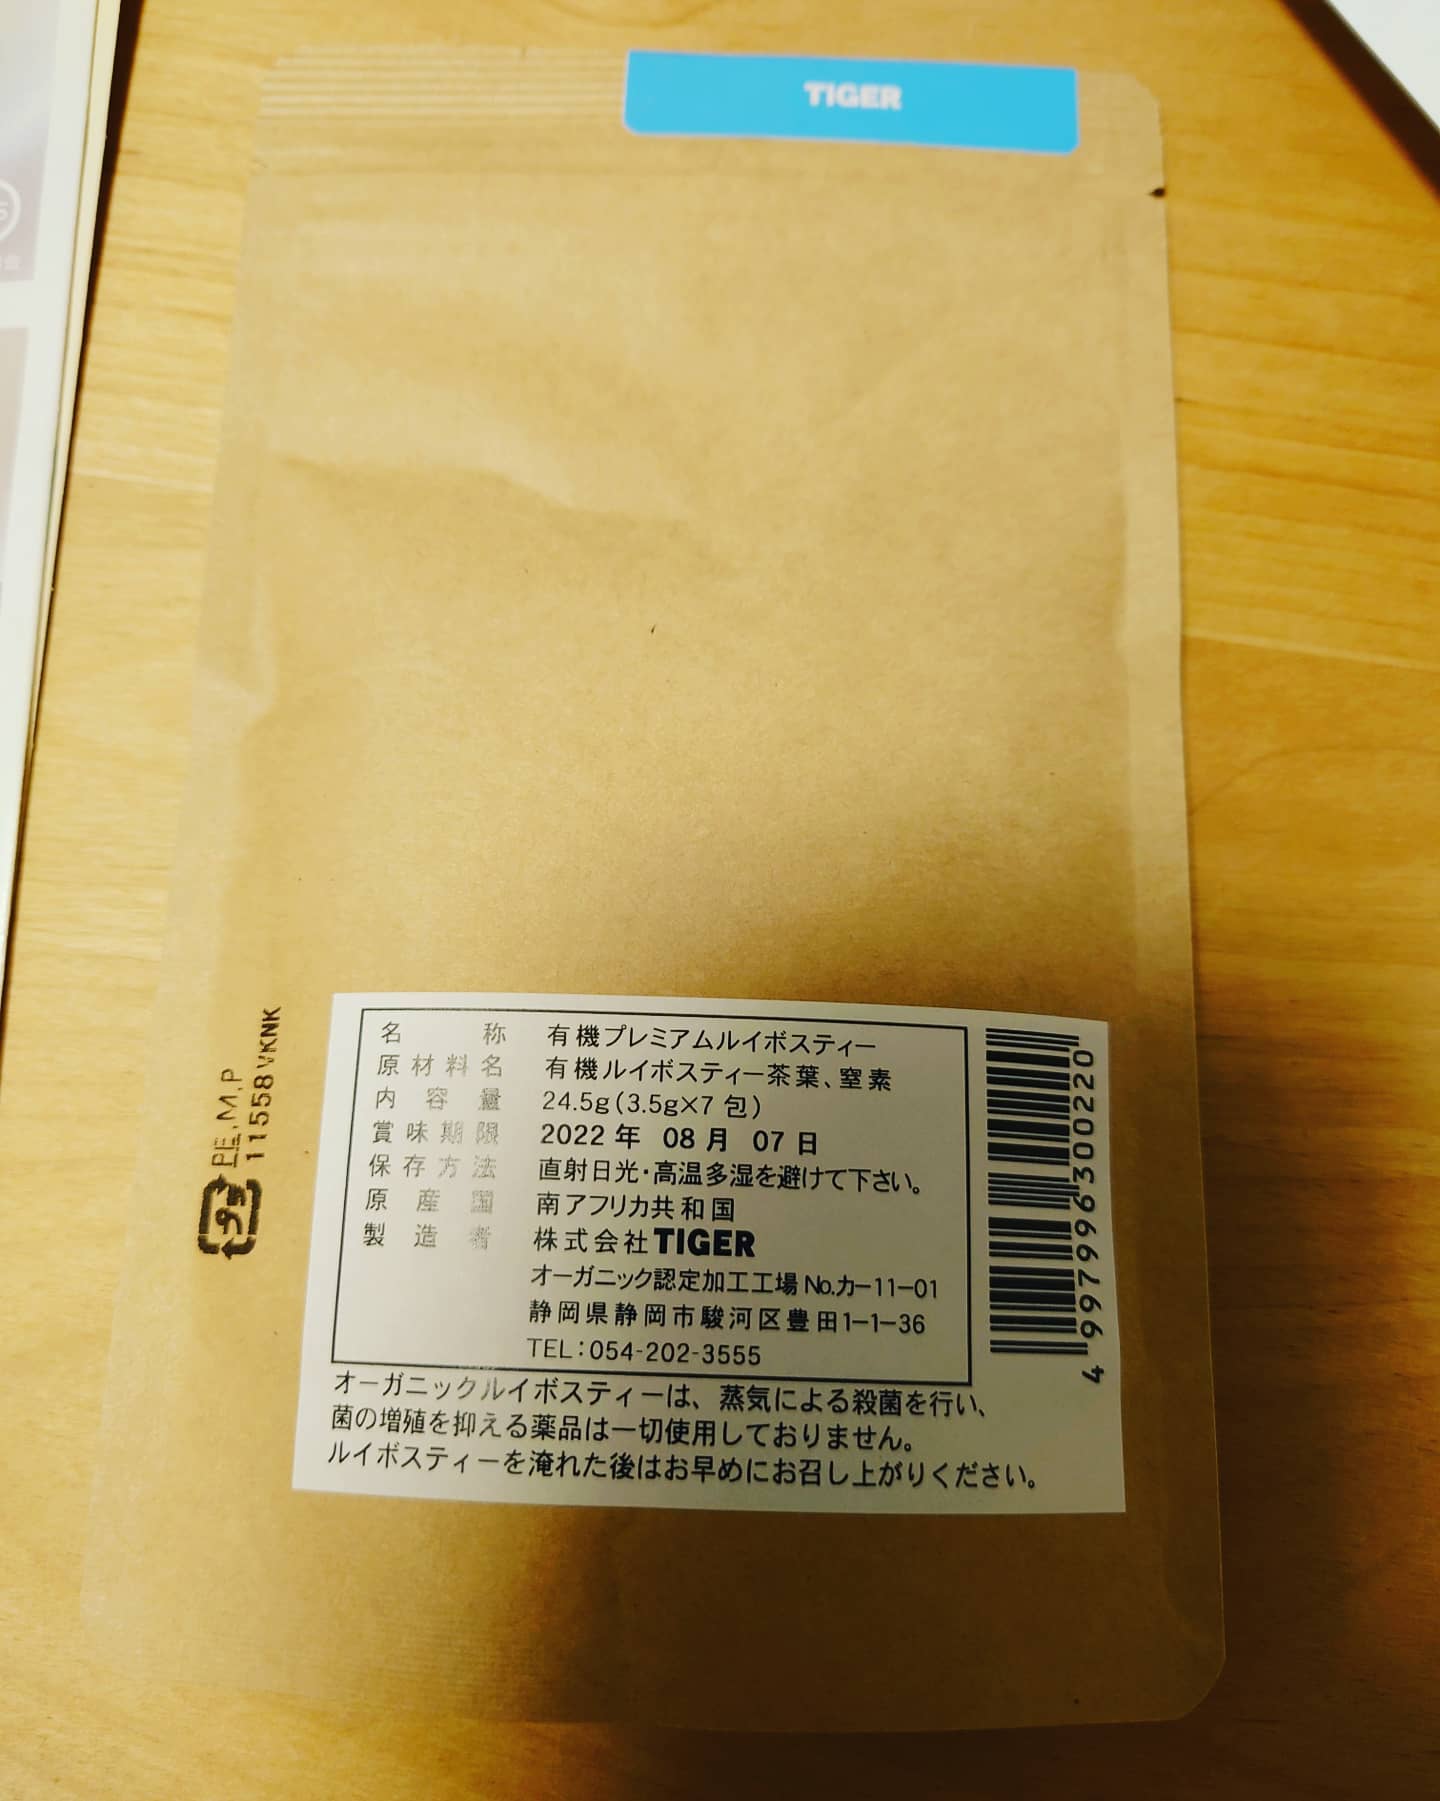 TIGER
名称 有機プレミアムルイボスティー
原材料名 有機ルイボスティー茶葉、窒素
内容量 24.5g(3.5g×7包)
賞味期限 2022年 08月 07日
保存方法 直射日光・高温多湿を避けて下さい。
原産国 南アフリカ共和国
製造者 株式会社TIGER
オーガニック認定加工工場No.カー11-01
静岡県静岡市駿河区豊田1-1-36
TEL:054-202-3555
オーガニックルイボスティーは、蒸気による殺菌を行い、
菌の増殖を抑える薬品は一切使用しておりません。
ルイボスティーを淹れた後はお早めにお召し上がりください。
4997996300220
PE,M,P
11558VKNK